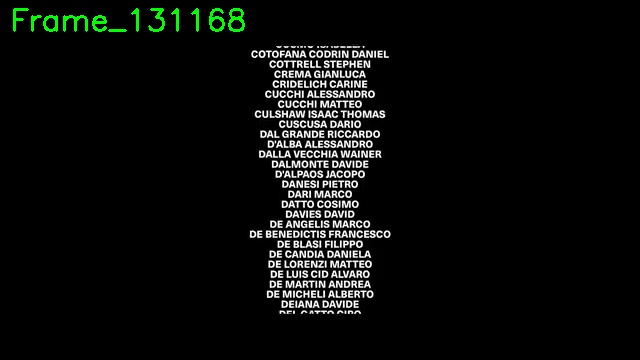 Frame_131168
COTOFANA CODRIN DANIEL
COTTRELL STEPHEN
CREMA GIANLUCA
CRIDELICH CARINE
CUCCHI ALESSANDRO
CUCCHI MATTEO
CULSHAW ISAAC THOMAS
CUSCUSA DARIO
DAL GRANDE RICCARDO
D'ALBA ALESSANDRO
DALLA VECCHIA WAINER
DALMONTE DAVIDE
D'ALPAOS JACOPO
DANESI PIETRO
DARI MARCO
DATTO COSIMO
DAVIES DAVID
DE ANGELIS MARCO
DE BENEDICTIS FRANCESCO
DE BLASI FILIPPO
DE CANDIA DANIELA
DE LORENZI MATTEO
DE LUIS CID ALVARO
DE MARTIN ANDREA
DE MICHELI ALBERTO
DEIANA DAVIDE